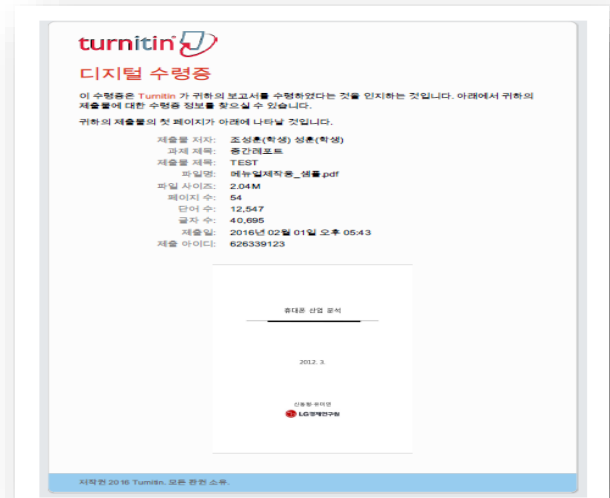 turnitin
디지털 수령증
이 수령증은 Turnitin 가 귀하의 보고서를 수령하였다는 것을 인지하는 것입니다. 아래에서 귀하의
제출물에 대한 수령증 정보를 찾으실 수 있습니다.
귀하의 제출물의 첫 페이지가 아래에 나타날 것입니다.
제출물 저자: 조성훈(학생) 성훈(학생)
과제 제목: 중간레포트
제출물 제목: TEST
파일명: 메뉴얼제작용_샘플.pdf
파일 사이즈: 2.04M
페이지 수: 54
단어 수: 12,547
글자 수: 40,695
제출일: 2016년 02월 01일 오후 05:43
제출 아이디: 626339123
휴대폰 산업 분석
2012. 3.
LG경제연구원
저작권 2016 Turnitin. 모든 판권 소유.